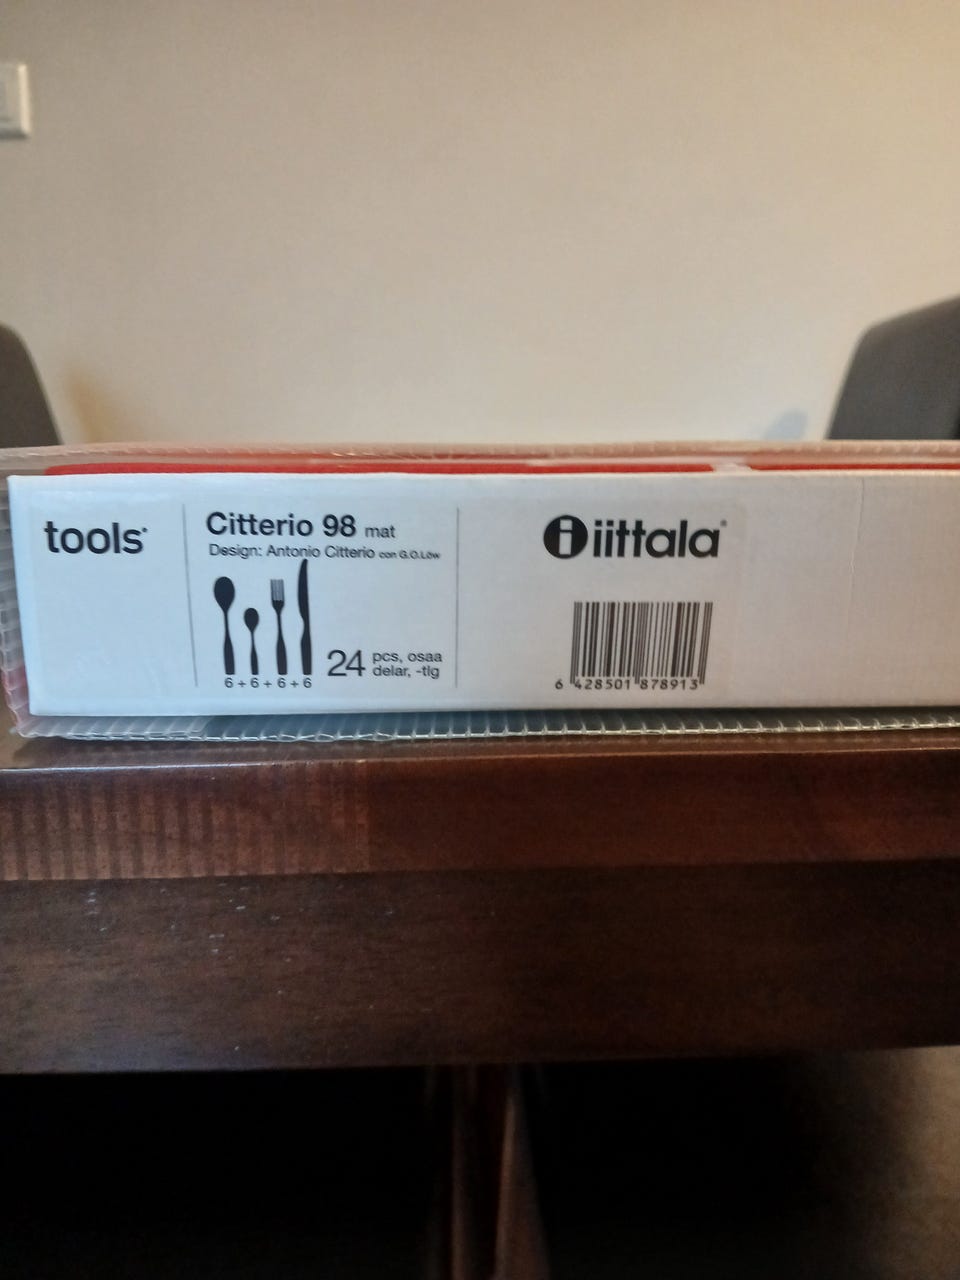 tools®
Citterio 98 mat
Design: Antonio Citterio con G.O.Löw
6+6+6+6
24 pcs, osaa
delar, -tlg
iittala®
6 428501 878913